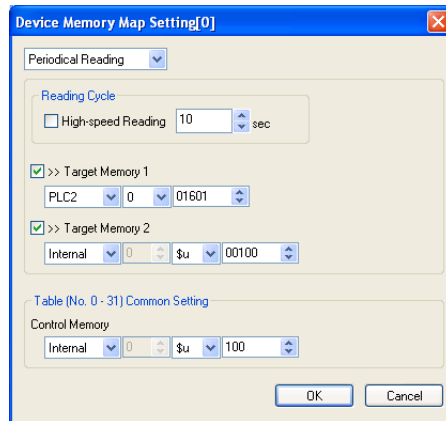 Device Memory Map Setting[0]
Periodical Reading
Reading Cycle
High-speed Reading 10 sec
>> Target Memory 1
PLC2 0 01601
>> Target Memory 2
Internal 0 $u 00100
Table (No. 0 - 31) Common Setting
Control Memory
Internal 0 $u 100
OK Cancel